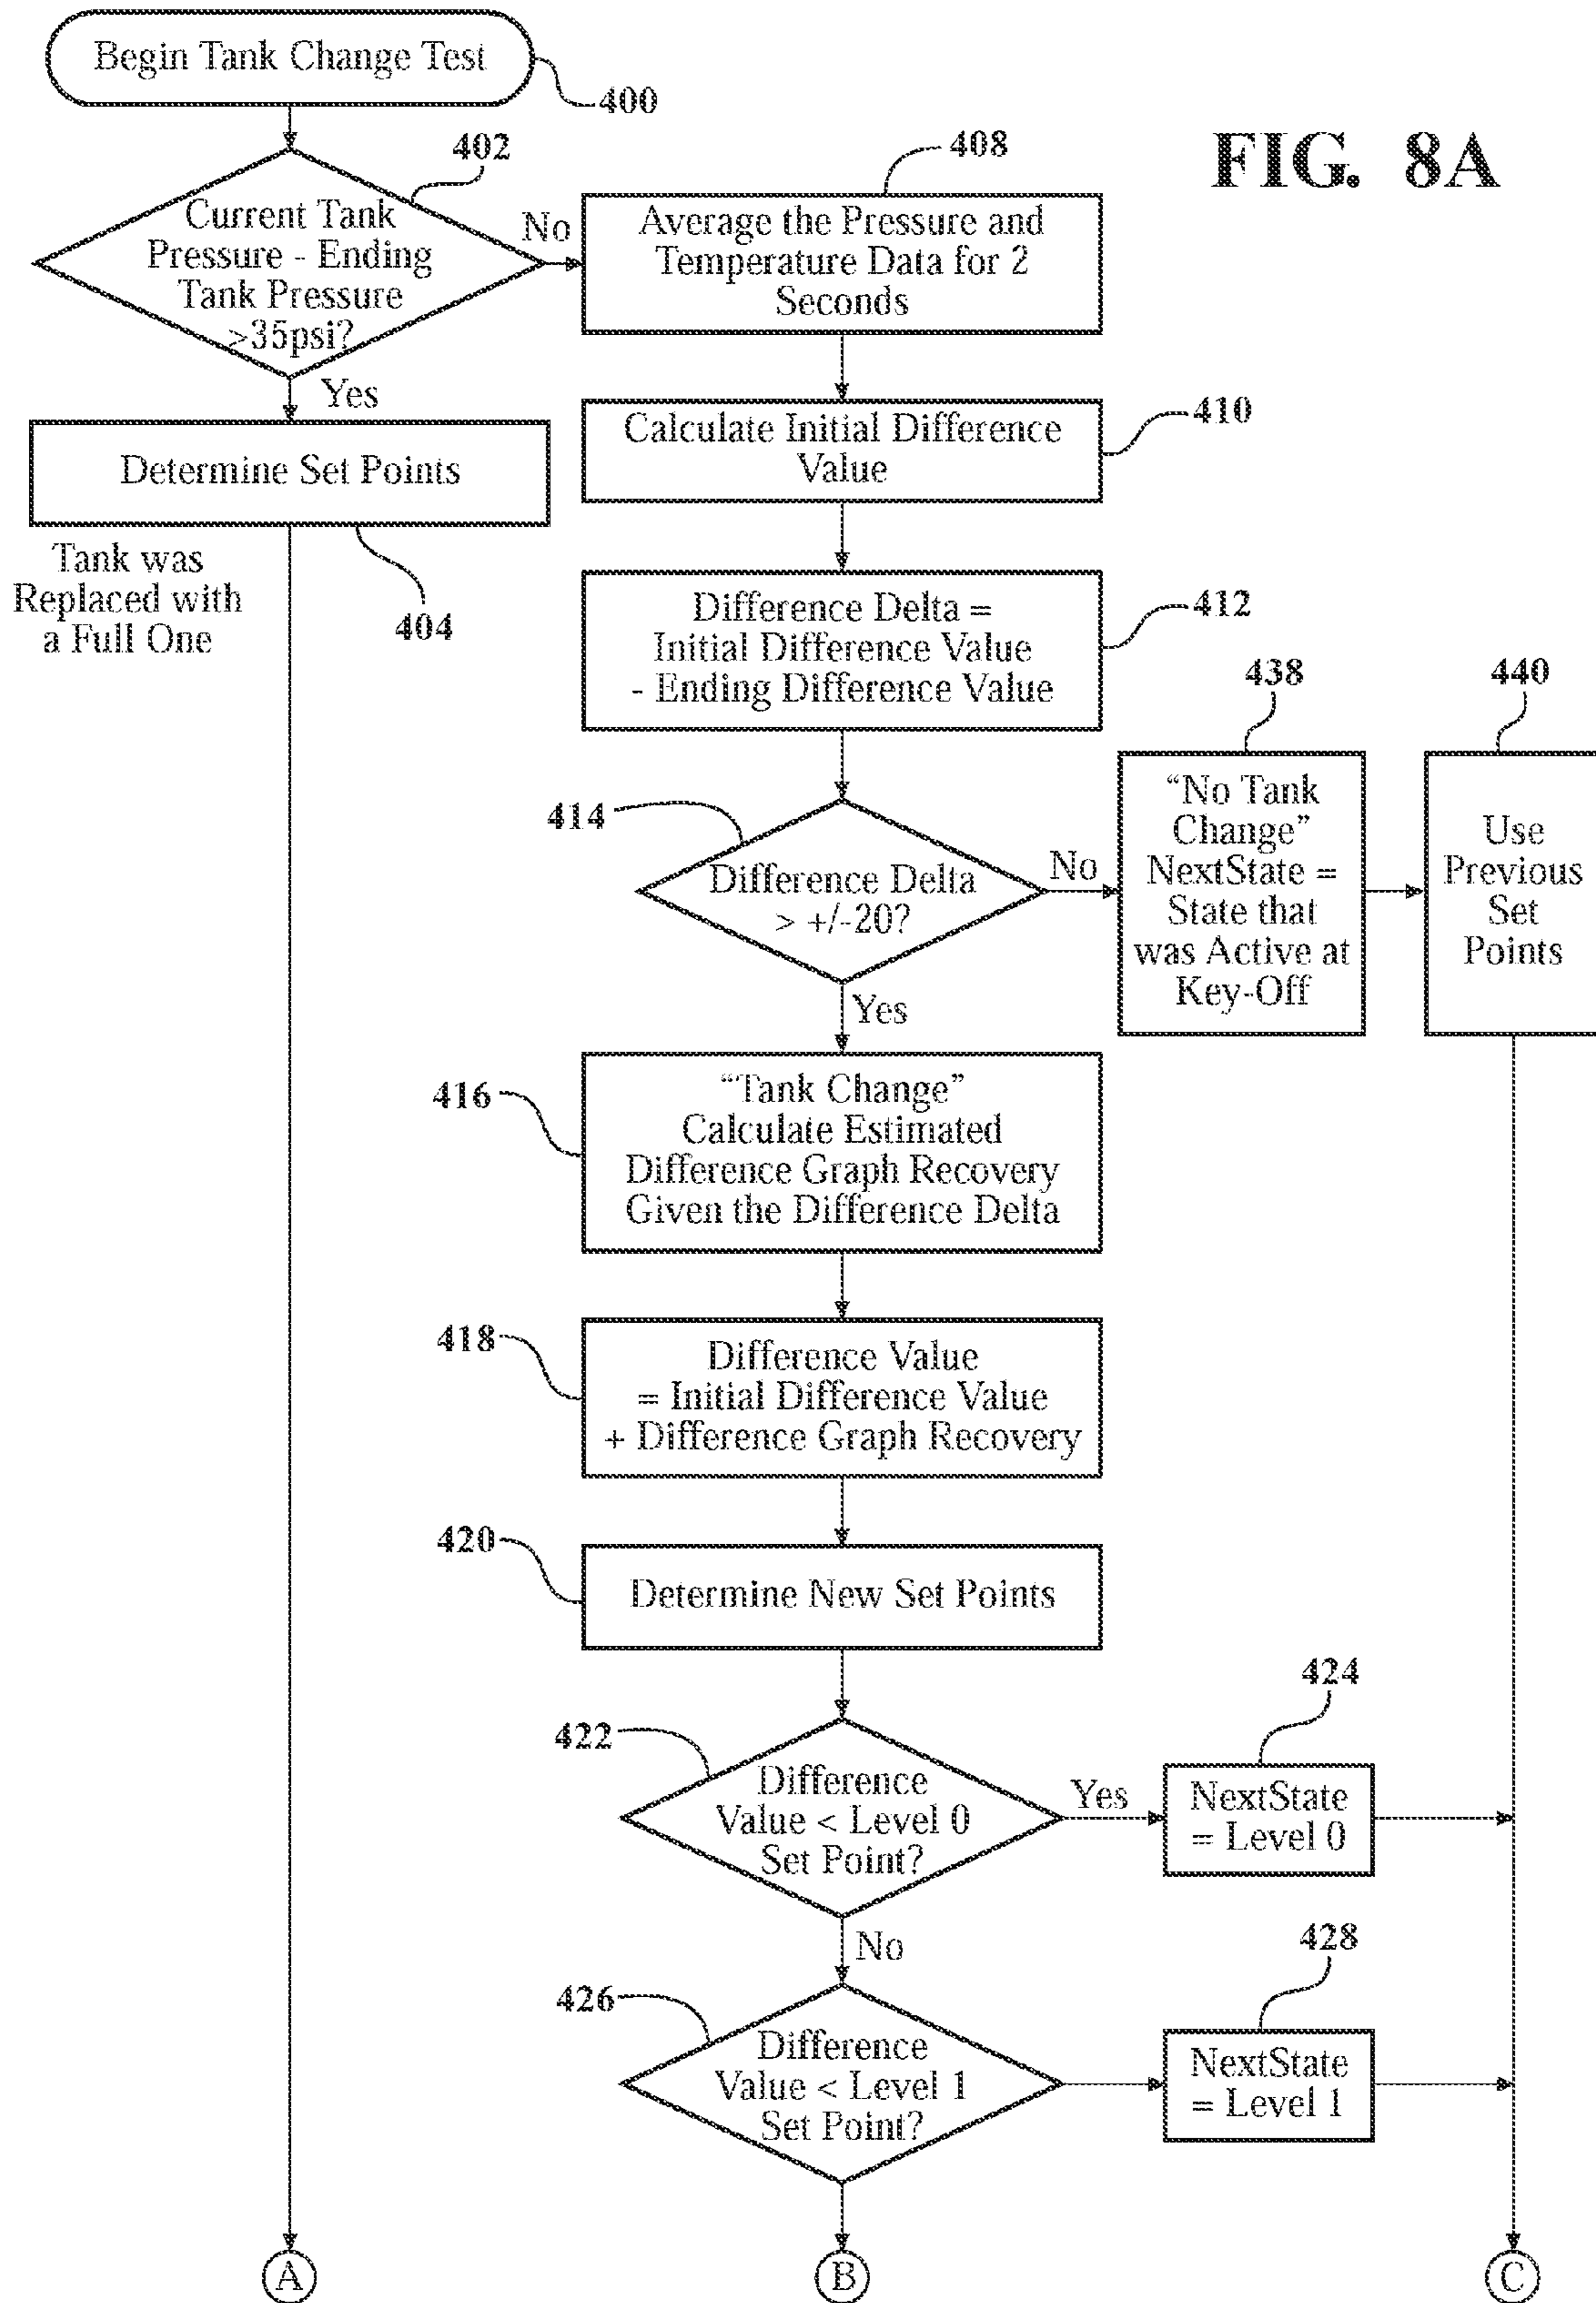 Begin Tank Change Test
400
FIG. 8A
402
Current Tank
Pressure - Ending
Tank Pressure
>35psi?
No
Yes
408
Average the Pressure and
Temperature Data for 2
Seconds
Determine Set Points
404
Tank was
Replaced with
a Full One
410
Calculate Initial Difference
Value
412
Difference Delta =
Initial Difference Value
- Ending Difference Value
414
Difference Delta
> +/-20?
No
Yes
438
"No Tank
Change"
NextState =
State that
was Active at
Key-Off
440
Use
Previous
Set
Points
416
"Tank Change"
Calculate Estimated
Difference Graph Recovery
Given the Difference Delta
418
Difference Value
= Initial Difference Value
+ Difference Graph Recovery
420
Determine New Set Points
422
Difference
Value < Level 0
Set Point?
Yes
No
424
NextState
= Level 0
426
Difference
Value < Level 1
Set Point?
428
NextState
= Level 1
A
B
C